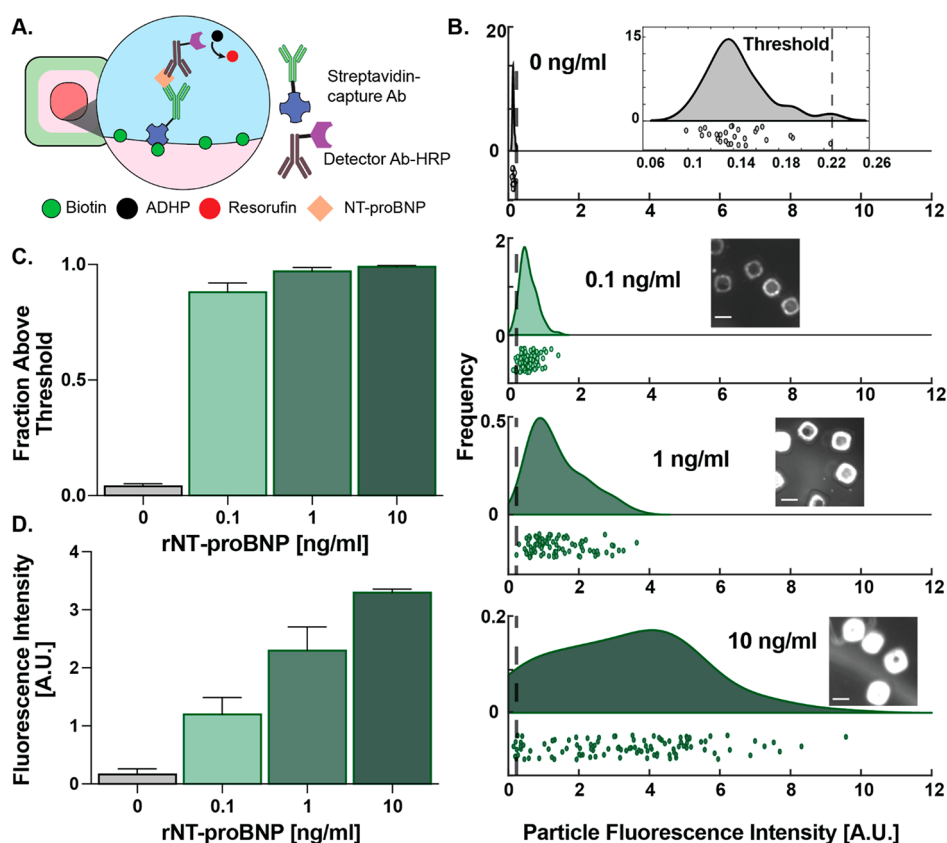 A.
Streptavidin-
capture Ab
Detector Ab-HRP
Biotin ADHP Resorufin NT-proBNP
B.
0 ng/ml
Threshold
15
0
0.06 0.1 0.14 0.18 0.22 0.26
20
0
0 2 4 6 8 10 12
0.1 ng/ml
2
0
0 2 4 6 8 10 12
1 ng/ml
0.5
0
0 2 4 6 8 10 12
10 ng/ml
0.2
0
0 2 4 6 8 10 12
Frequency
Particle Fluorescence Intensity [A.U.]
C.
Fraction Above
Threshold
1.0
0.5
0.0
0 0.1 1 10
rNT-proBNP [ng/ml]
D.
Fluorescence Intensity
[A.U.]
4
3
2
1
0
0 0.1 1 10
rNT-proBNP [ng/ml]